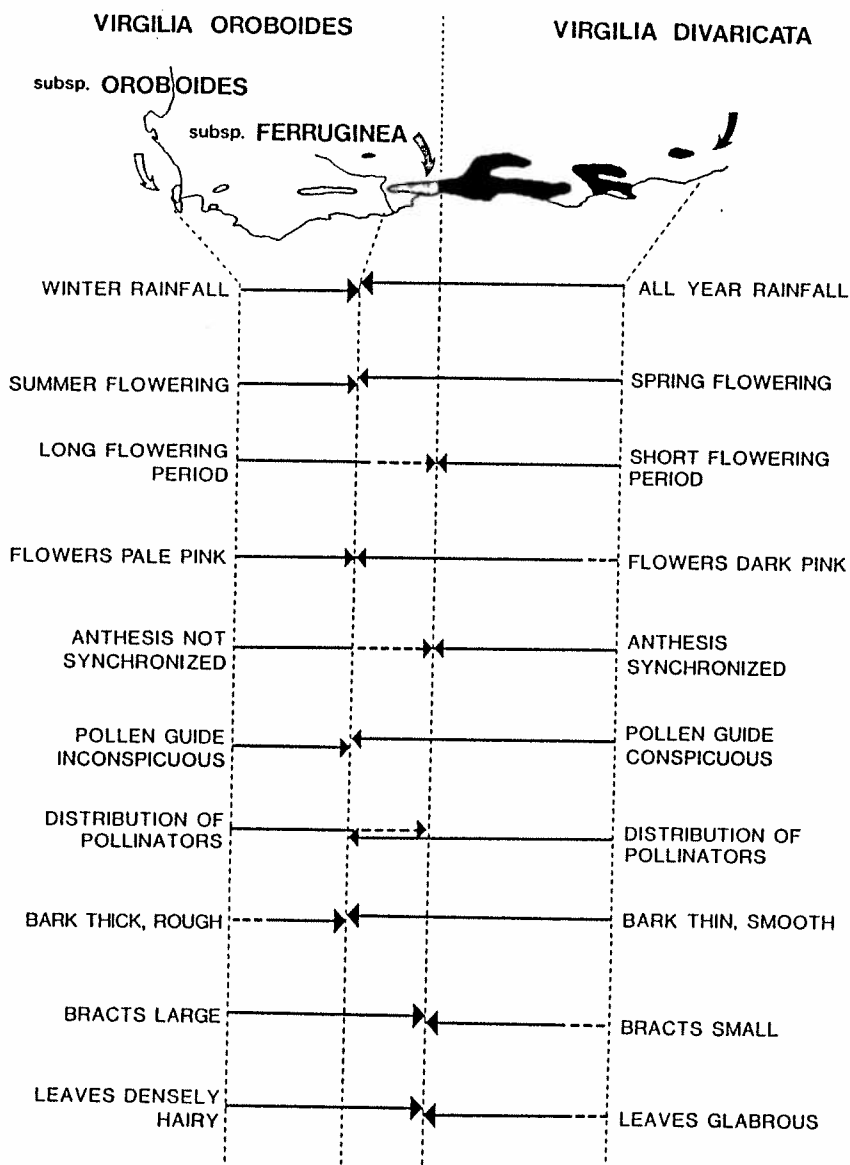 VIRGILIA OROBOIDES
VIRGILIA DIVARICATA
subsp. OROBOIDES
subsp. FERRUGINEA
WINTER RAINFALL
ALL YEAR RAINFALL
SUMMER FLOWERING
SPRING FLOWERING
LONG FLOWERING
PERIOD
SHORT FLOWERING
PERIOD
FLOWERS PALE PINK
FLOWERS DARK PINK
ANTHESIS NOT
SYNCHRONIZED
ANTHESIS
SYNCHRONIZED
POLLEN GUIDE
INCONSPICUOUS
POLLEN GUIDE
CONSPICUOUS
DISTRIBUTION OF
POLLINATORS
DISTRIBUTION OF
POLLINATORS
BARK THICK, ROUGH
BARK THIN, SMOOTH
BRACTS LARGE
BRACTS SMALL
LEAVES DENSELY
HAIRY
LEAVES GLABROUS